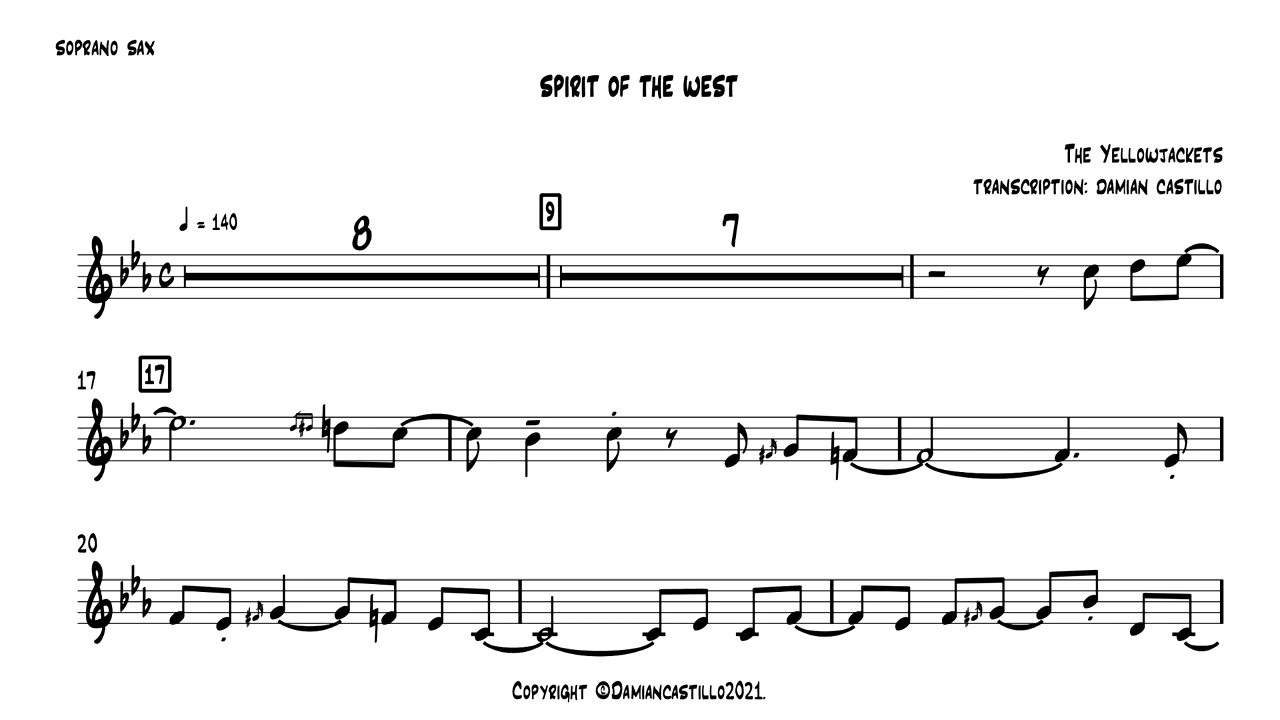 SOPRANO SAX
SPIRIT OF THE WEST
THE YELLOWJACKETS
TRANSCRIPTION: DAMIAN CASTILLO
= 140
8
9
7
17
17
20
COPYRIGHT ©DAMIANCASTILLO2021.